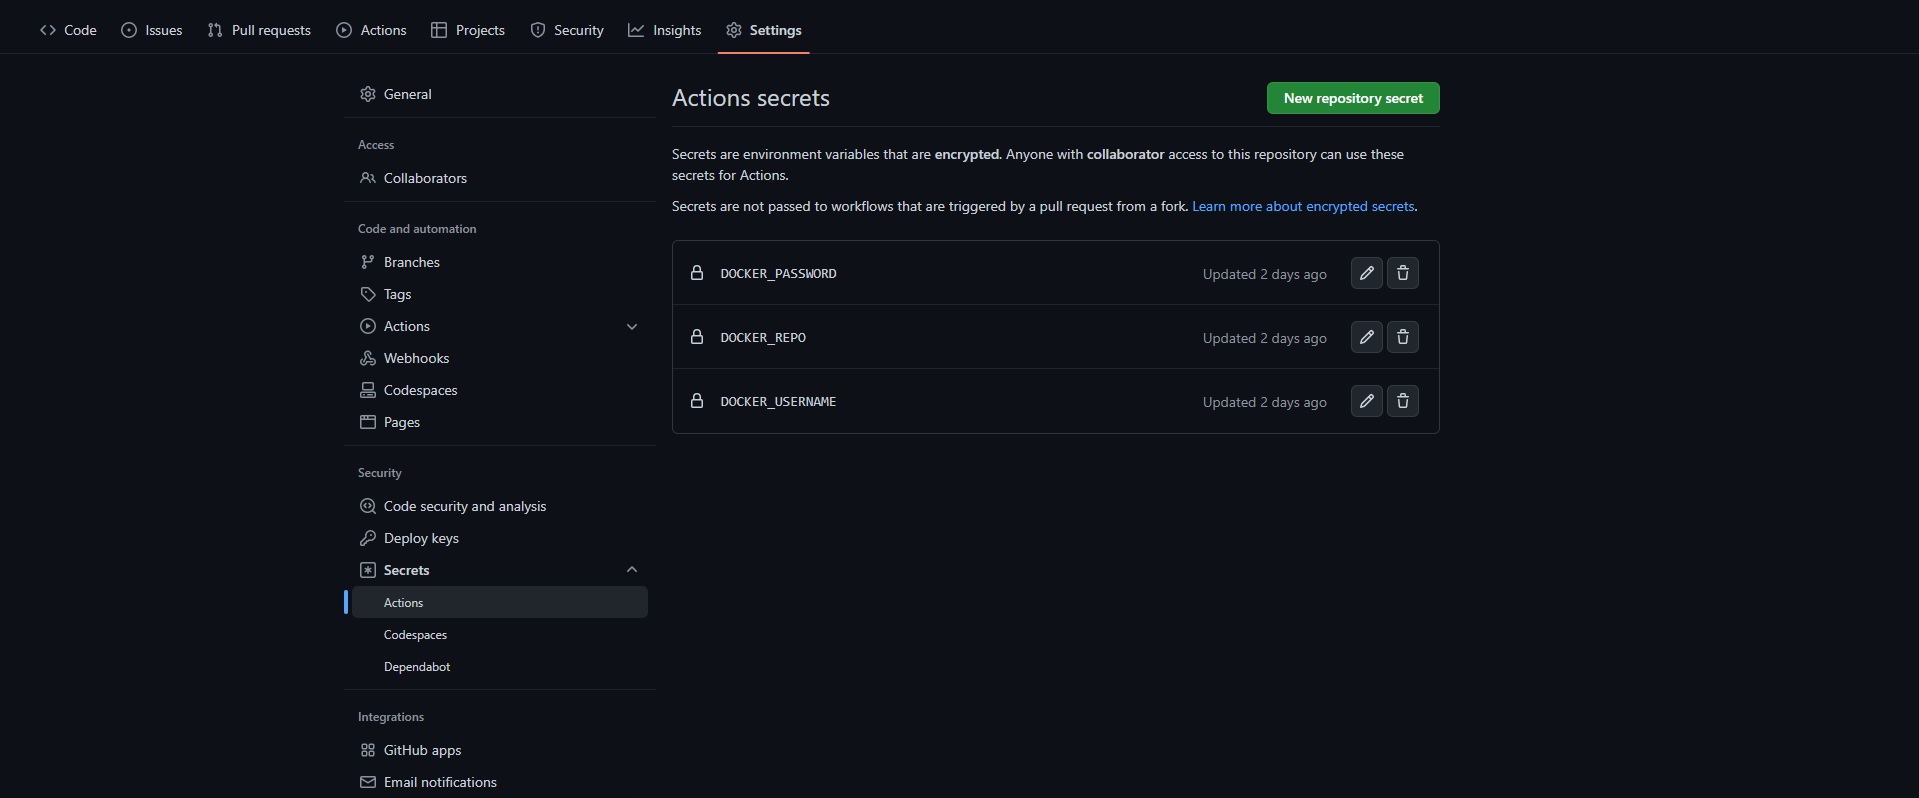 Code Issues Pull requests Actions Projects Security Insights Settings
General
Access
Collaborators
Code and automation
Branches
Tags
Actions
Webhooks
Codespaces
Pages
Security
Code security and analysis
Deploy keys
Secrets
Actions
Codespaces
Dependabot
Integrations
GitHub apps
Email notifications
Actions secrets
New repository secret
Secrets are environment variables that are encrypted. Anyone with collaborator access to this repository can use these
secrets for Actions.
Secrets are not passed to workflows that are triggered by a pull request from a fork. Learn more about encrypted secrets.
DOCKER_PASSWORD Updated 2 days ago
DOCKER_REPO Updated 2 days ago
DOCKER_USERNAME Updated 2 days ago